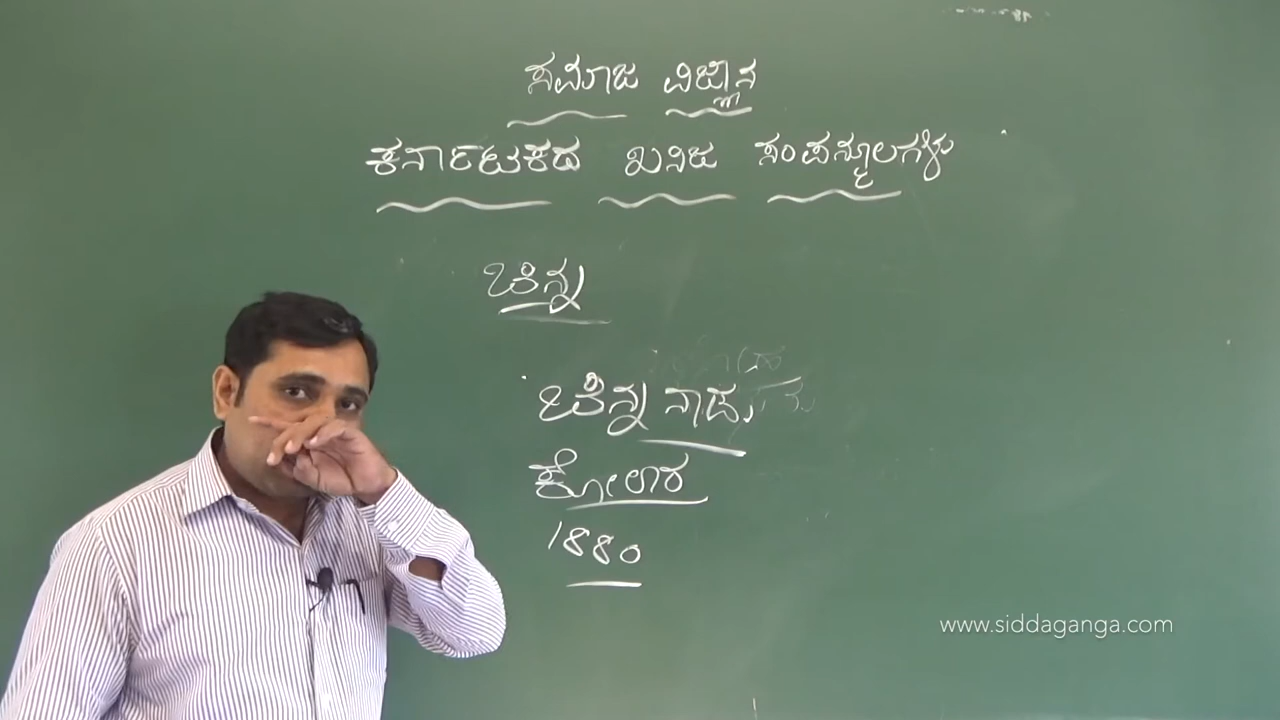 ಸಮಾಜ ವಿಜ್ಞಾನ
ಕರ್ನಾಟಕದ ಖನಿಜ ಸಂಪನ್ಮೂಲಗಳು
ಚಿನ್ನ
ಚಿನ್ನ ನಾಡು
ಕೋಲಾರ
1880
www.siddaganga.com